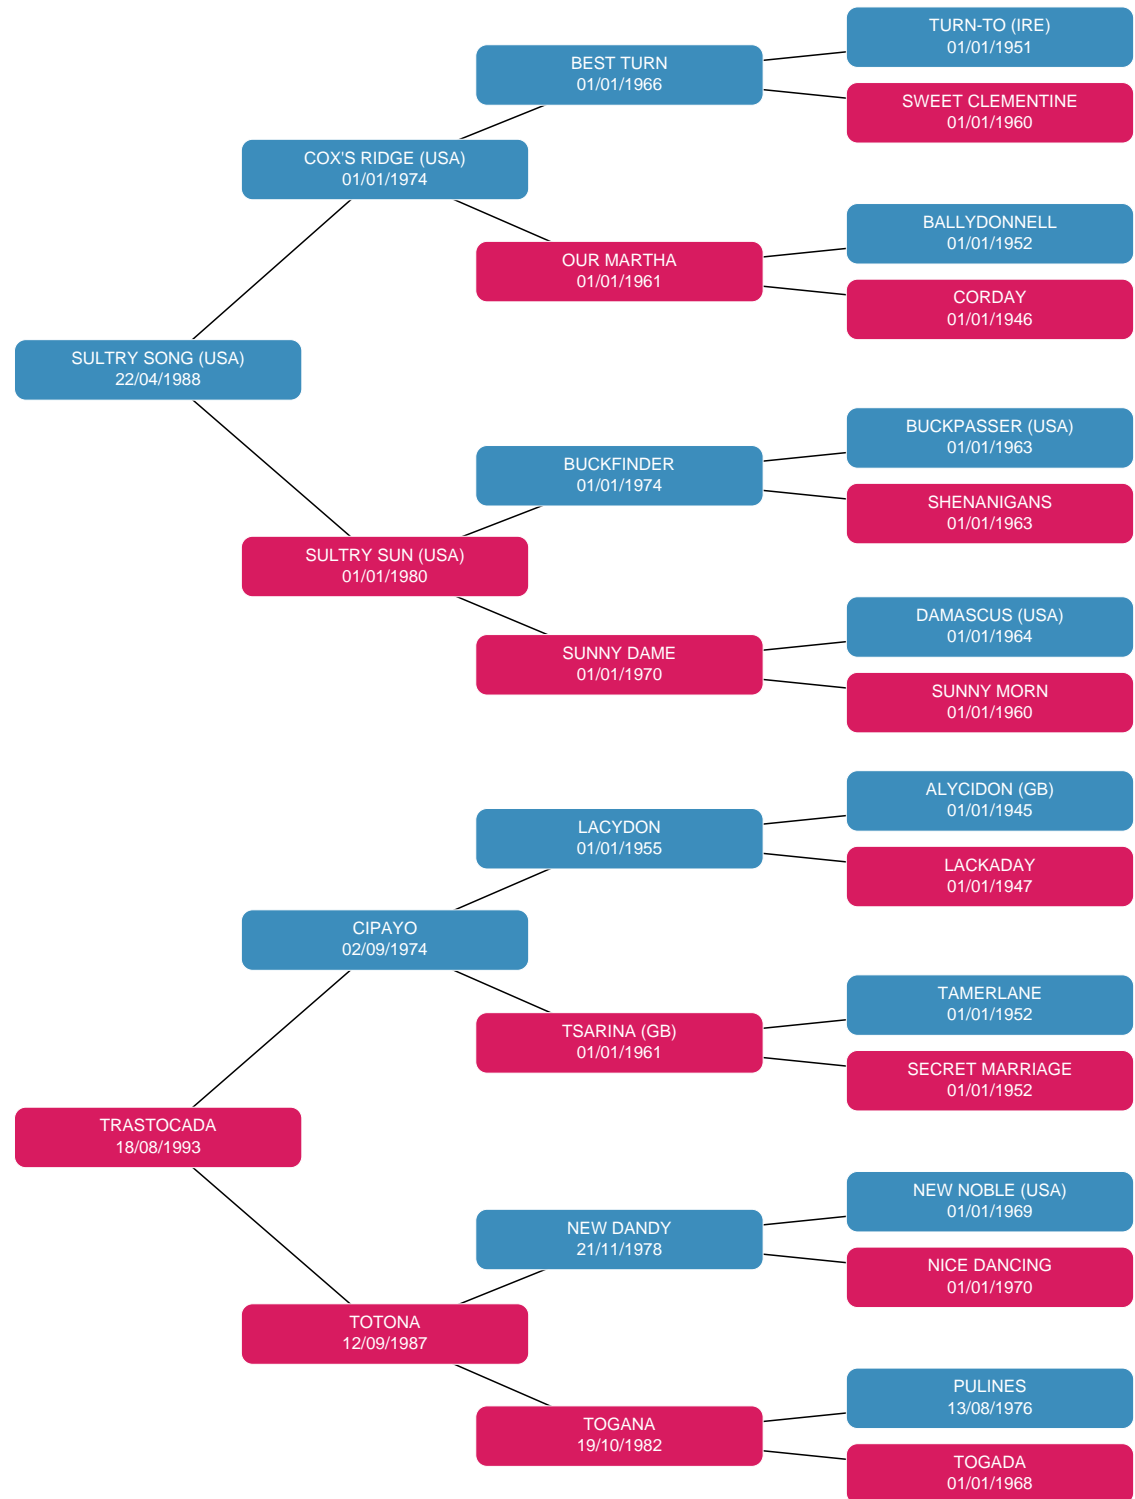 TURN-TO (IRE)
01/01/1951
BEST TURN
01/01/1966
SWEET CLEMENTINE
01/01/1960
COX'S RIDGE (USA)
01/01/1974
BALLYDONNELL
01/01/1952
OUR MARTHA
01/01/1961
CORDAY
01/01/1946
SULTRY SONG (USA)
22/04/1988
BUCKPASSER (USA)
01/01/1963
BUCKFINDER
01/01/1974
SHENANIGANS
01/01/1963
SULTRY SUN (USA)
01/01/1980
DAMASCUS (USA)
01/01/1964
SUNNY DAME
01/01/1970
SUNNY MORN
01/01/1960
ALYCIDON (GB)
01/01/1945
LACYDON
01/01/1955
LACKADAY
01/01/1947
CIPAYO
02/09/1974
TAMERLANE
01/01/1952
TSARINA (GB)
01/01/1961
SECRET MARRIAGE
01/01/1952
TRASTOCADA
18/08/1993
NEW NOBLE (USA)
01/01/1969
NEW DANDY
21/11/1978
NICE DANCING
01/01/1970
TOTONA
12/09/1987
PULINES
13/08/1976
TOGANA
19/10/1982
TOGADA
01/01/1968